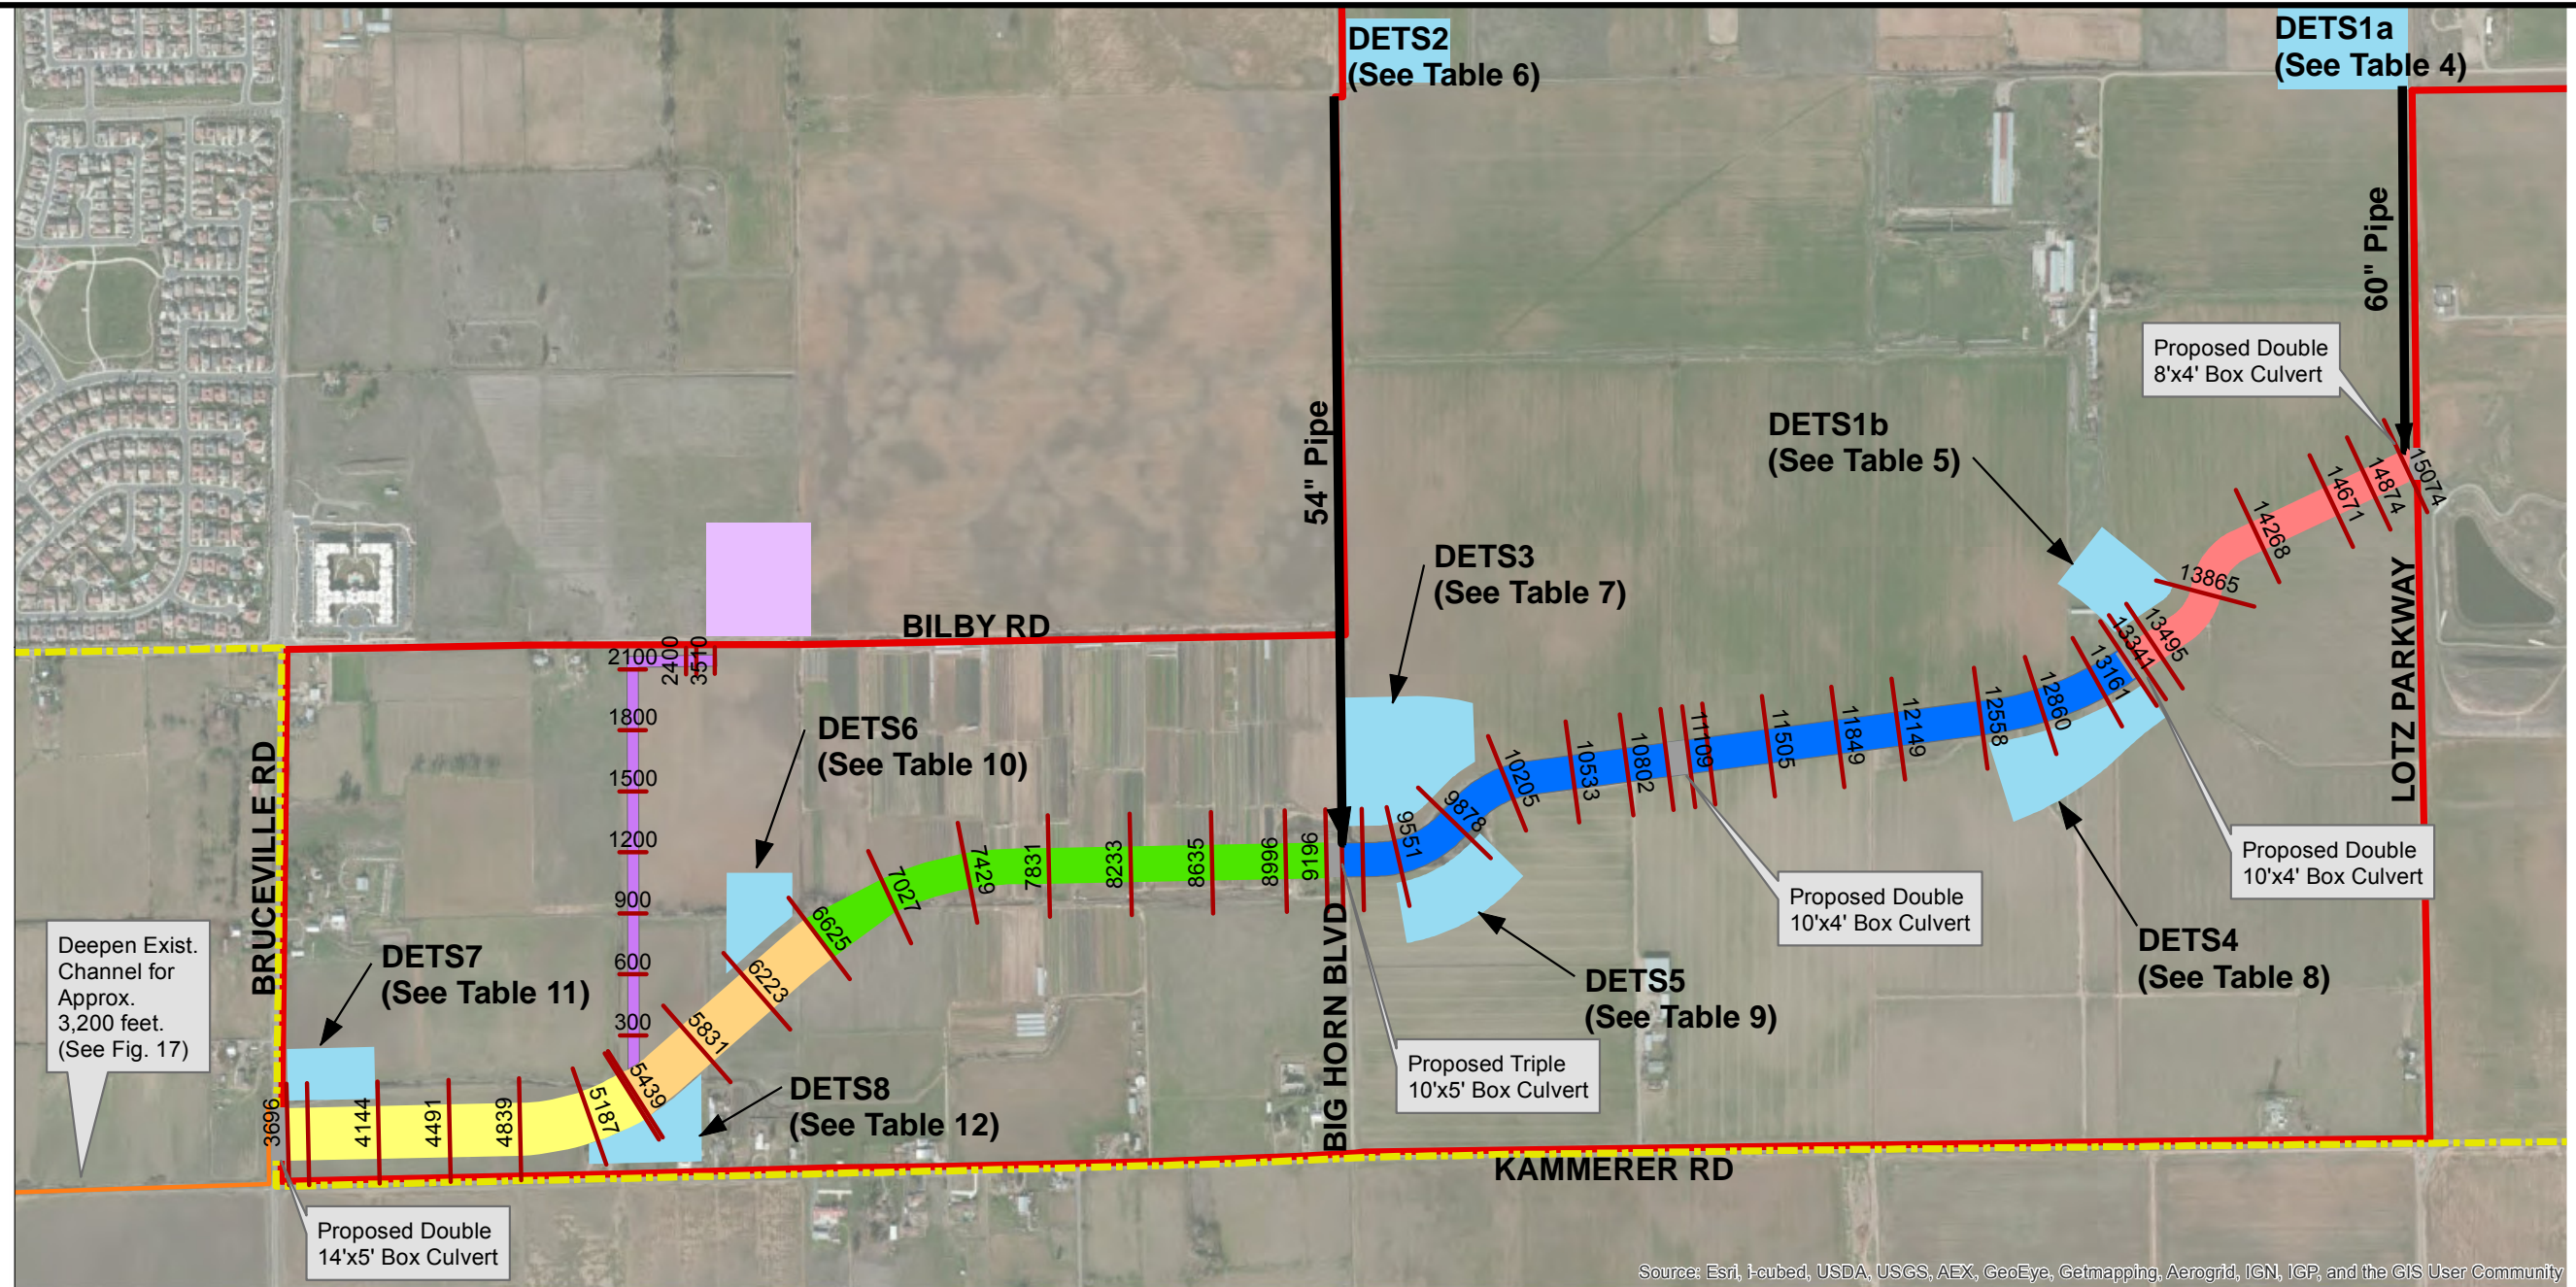 DETS2
(See Table 6)
DETS1a
(See Table 4)
60" Pipe
Proposed Double
8'x4' Box Culvert
54" Pipe
DETS1b
(See Table 5)
DETS3
(See Table 7)
15074
14874
14671
14268
13865
13495
13341
13161
12860
12558
12149
11849
11505
11109
10802
10533
10205
9878
9551
BILBY RD
LOTZ PARKWAY
2100
2400
3510
1800
1500
1200
900
600
300
DETS6
(See Table 10)
BRUCEVILLE RD
9196
8996
8635
8233
7831
7429
7027
6625
6223
5831
5439
5187
4839
4491
4144
3696
Proposed Double
10'x4' Box Culvert
Proposed Double
10'x4' Box Culvert
DETS4
(See Table 8)
DETS5
(See Table 9)
BIG HORN BLVD
Deepen Exist.
Channel for
Approx.
3,200 feet.
(See Fig. 17)
DETS7
(See Table 11)
Proposed Triple
10'x5' Box Culvert
DETS8
(See Table 12)
KAMMERER RD
Proposed Double
14'x5' Box Culvert
Source: Esri, i-cubed, USDA, USGS, AEX, GeoEye, Getmapping, Aerogrid, IGN, IGP, and the GIS User Community